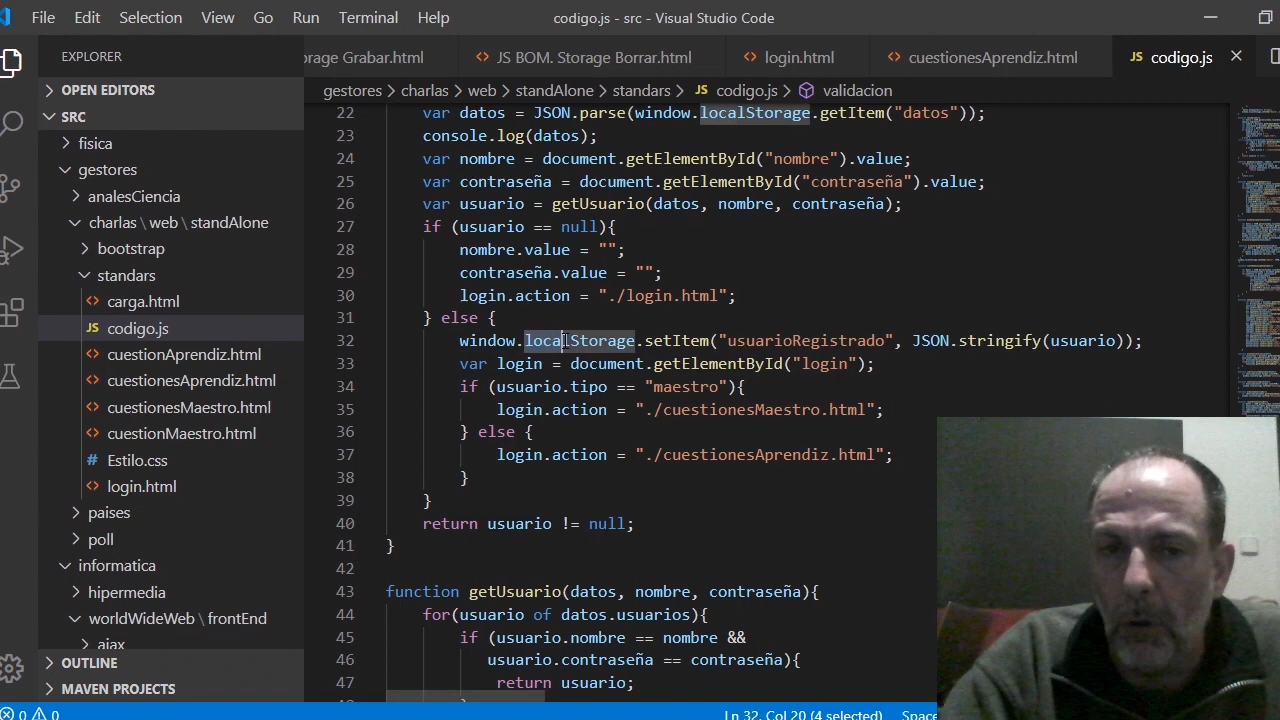 File Edit Selection View Go Run Terminal Help codigo.js - src - Visual Studio Code
EXPLORER
orage Grabar.html JS BOM. Storage Borrar.html login.html cuestionesAprendiz.html JS codigo.js
OPEN EDITORS
SRC
fisica
gestores
analesCiencia
charlas \ web \ standAlone
bootstrap
standars
carga.html
JS codigo.js
cuestionAprendiz.html
cuestionesAprendiz.html
cuestionesMaestro.html
cuestionMaestro.html
# Estilo.css
login.html
paises
poll
informatica
hipermedia
worldWideWeb \ frontEnd
ajax
OUTLINE
MAVEN PROJECTS
gestores > charlas > web > standAlone > standars > JS codigo.js > validacion
22 var datos = JSON.parse(window.localStorage.getItem("datos"));
23 console.log(datos);
24 var nombre = document.getElementById("nombre").value;
25 var contraseña = document.getElementById("contraseña").value;
26 var usuario = getUsuario(datos, nombre, contraseña);
27 if (usuario == null){
28 nombre.value = "";
29 contraseña.value = "";
30 login.action = "./login.html";
31 } else {
32 window.localStorage.setItem("usuarioRegistrado", JSON.stringify(usuario));
33 var login = document.getElementById("login");
34 if (usuario.tipo == "maestro"){
35 login.action = "./cuestionesMaestro.html";
36 } else {
37 login.action = "./cuestionesAprendiz.html";
38 }
39 }
40 return usuario != null;
41 }
42
43 function getUsuario(datos, nombre, contraseña){
44 for(usuario of datos.usuarios){
45 if (usuario.nombre == nombre &&
46 usuario.contraseña == contraseña){
47 return usuario;
0 0 Ln 32, Col 20 (4 selected) Space